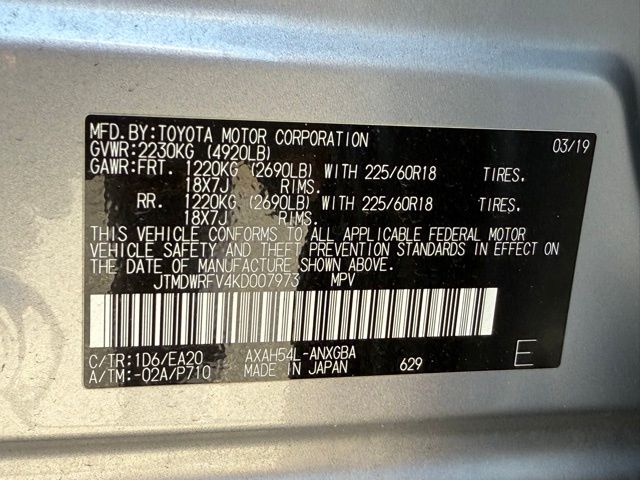 MFD.BY:TOYOTA MOTOR CORPORATION 03/19
GVWR:2230KG (4920LB)
GAWR:FRT. 1220KG (2690LB) WITH 225/60R18 TIRES.
18X7J RIMS.
RR. 1220KG (2690LB) WITH 225/60R18 TIRES.
18X7J RIMS.
THIS VEHICLE CONFORMS TO ALL APPLICABLE FEDERAL MOTOR
VEHICLE SAFETY AND THEFT PREVENTION STANDARDS IN EFFECT ON
THE DATE OF MANUFACTURE SHOWN ABOVE.
JTMDWRFV4KD007973 MPV
C/TR:1D6/EA20 AXAH54L-ANXGBA
A/TM:-02A/P710 MADE IN JAPAN 629 E